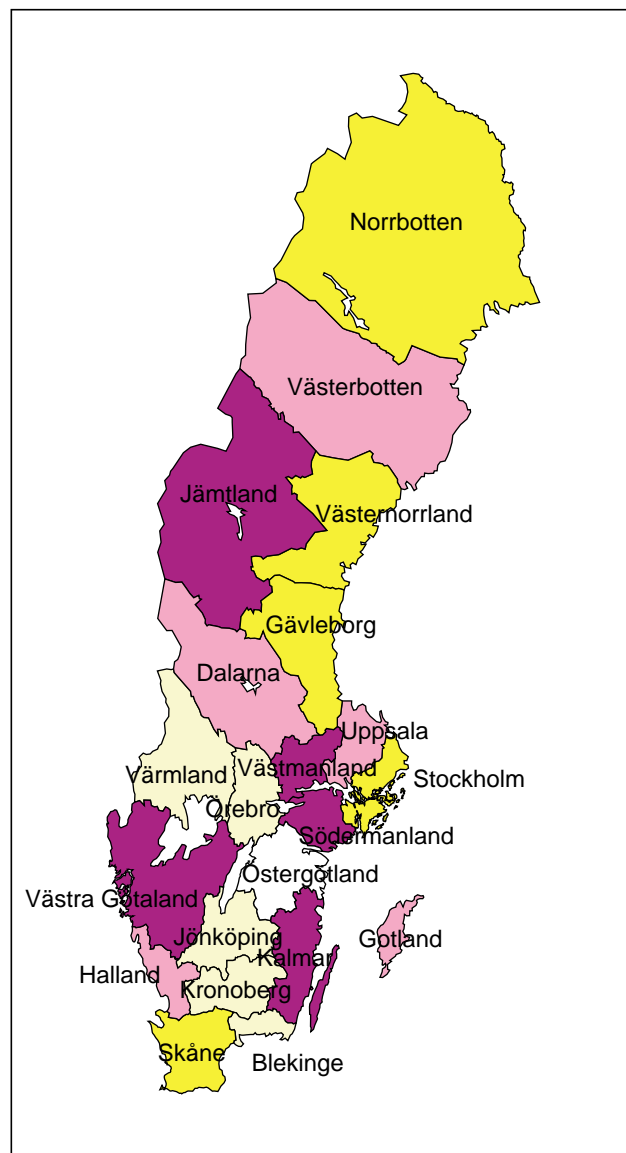 Norrbotten
Västerbotten
Jämtland
Västernorrland
Gävleborg
Dalarna
Uppsala
Värmland
Västmanland
Stockholm
Örebro
Södermanland
Östergötland
Västra Götaland
Jönköping
Gotland
Kalmar
Halland
Kronoberg
Skåne
Blekinge